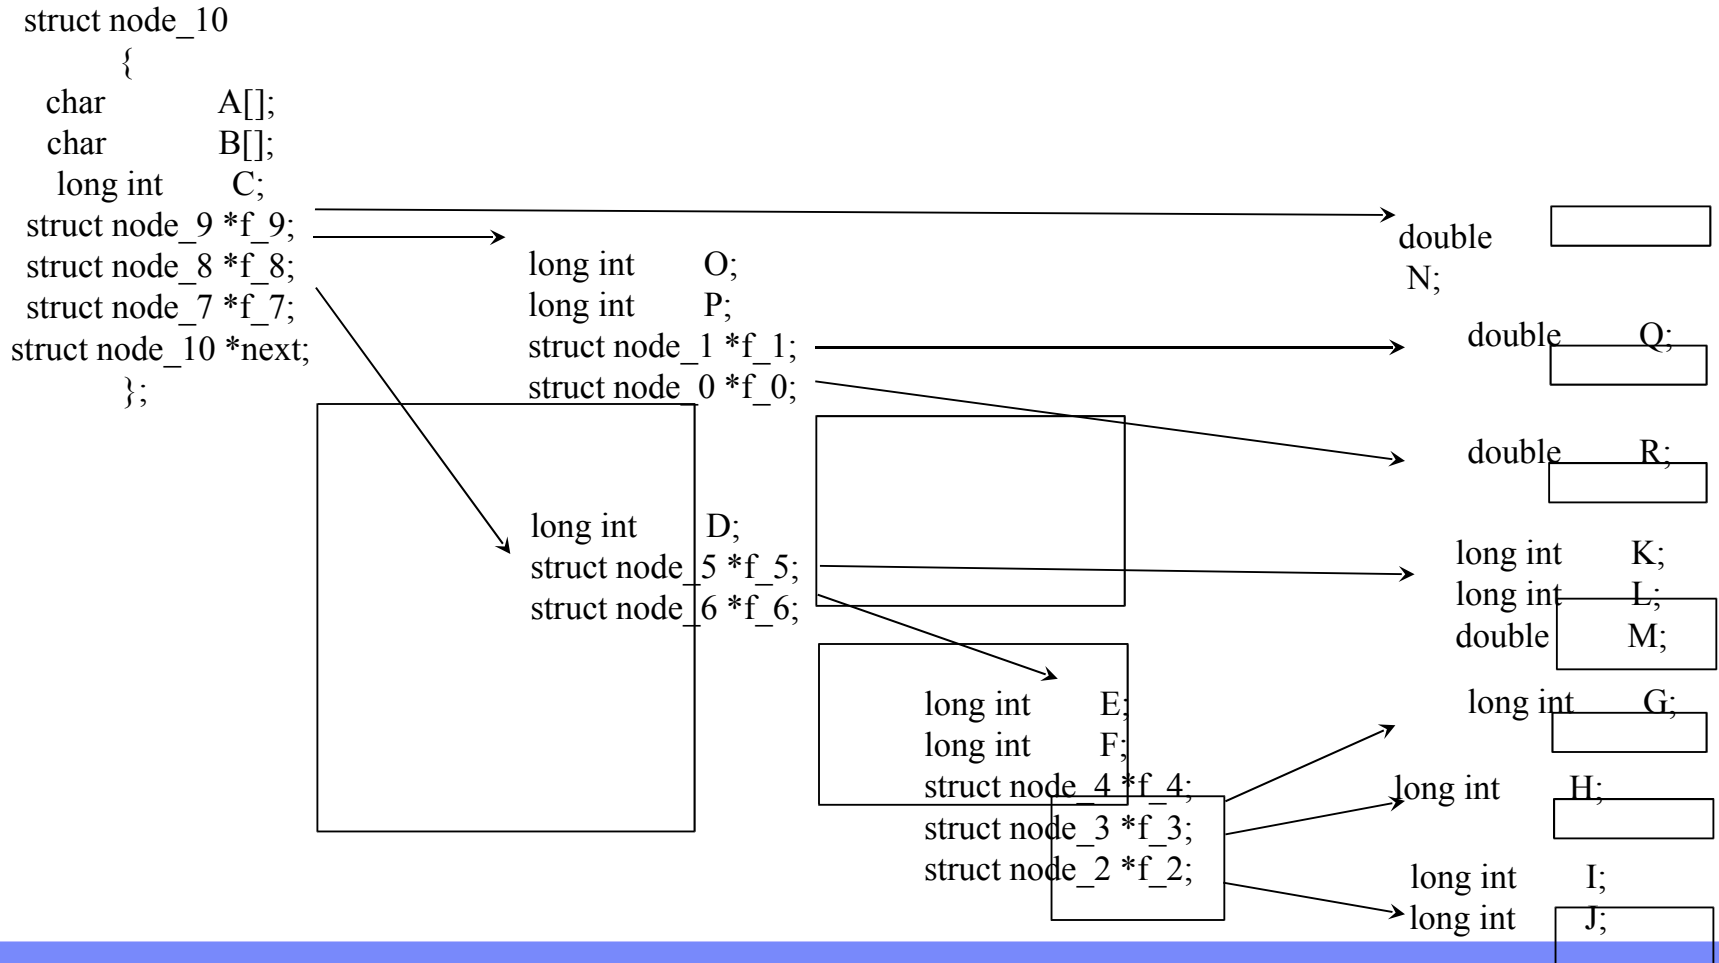 struct node_10
{
char A[];
char B[];
long int C;
struct node_9 *f_9;
struct node_8 *f_8;
struct node_7 *f_7;
struct node_10 *next;
};
long int O;
long int P;
struct node_1 *f_1;
struct node_0 *f_0;
long int D;
struct node_5 *f_5;
struct node_6 *f_6;
long int E;
long int F;
struct node_4 *f_4;
struct node_3 *f_3;
struct node_2 *f_2;
double
N;
double Q;
double R;
long int K;
long int L;
double M;
long int G;
long int H;
long int I;
long int J;